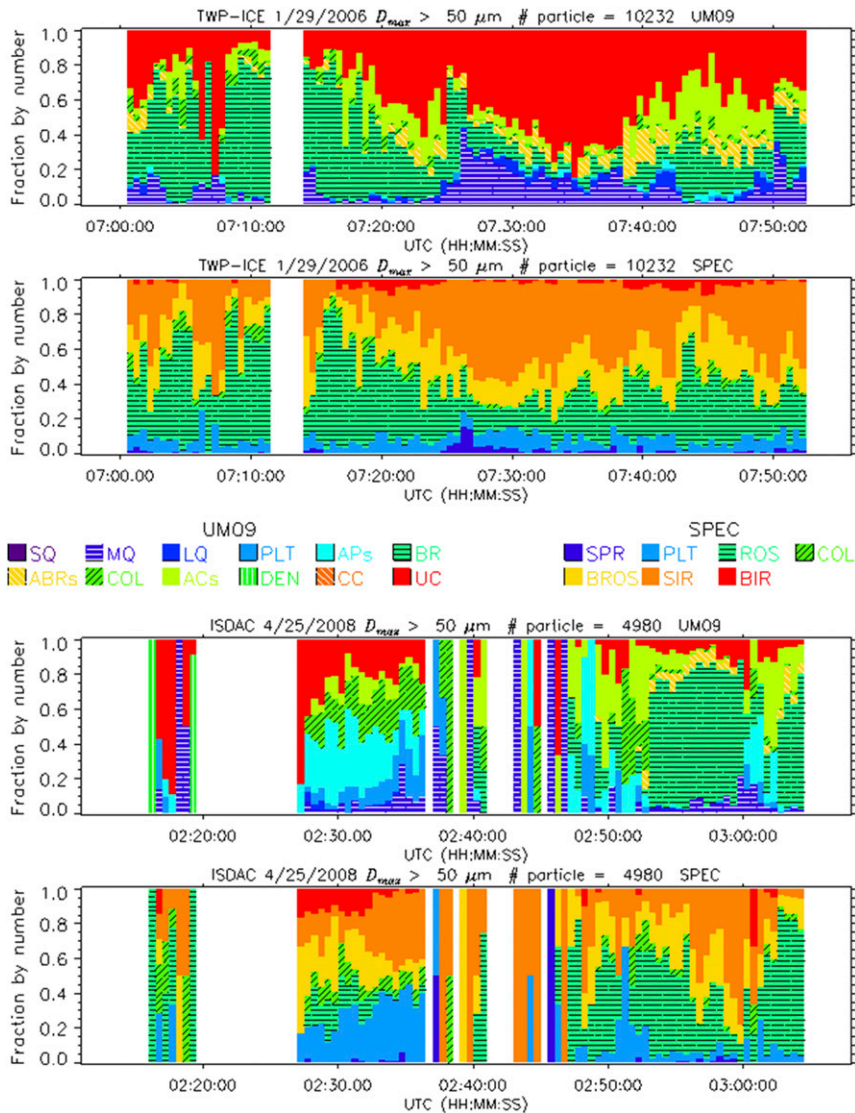 TWP-ICE 1/29/2006 Dmax > 50 μm # particle = 10232 UM09
Fraction by number
1.0
0.8
0.6
0.4
0.2
0.0
07:00:00 07:10:00 07:20:00 07:30:00 07:40:00 07:50:00
UTC (HH:MM:SS)
TWP-ICE 1/29/2006 Dmax > 50 μm # particle = 10232 SPEC
Fraction by number
1.0
0.8
0.6
0.4
0.2
0.0
07:00:00 07:10:00 07:20:00 07:30:00 07:40:00 07:50:00
UTC (HH:MM:SS)
UM09
SQ MQ LQ PLT APs BR
ABRs COL ACs DEN CC UC
SPEC
SPR PLT ROS COL
BROS SIR BIR
ISDAC 4/25/2008 Dmax > 50 μm # particle = 4980 UM09
Fraction by number
1.0
0.8
0.6
0.4
0.2
0.0
02:20:00 02:30:00 02:40:00 02:50:00 03:00:00
UTC (HH:MM:SS)
ISDAC 4/25/2008 Dmax > 50 μm # particle = 4980 SPEC
Fraction by number
1.0
0.8
0.6
0.4
0.2
0.0
02:20:00 02:30:00 02:40:00 02:50:00 03:00:00
UTC (HH:MM:SS)